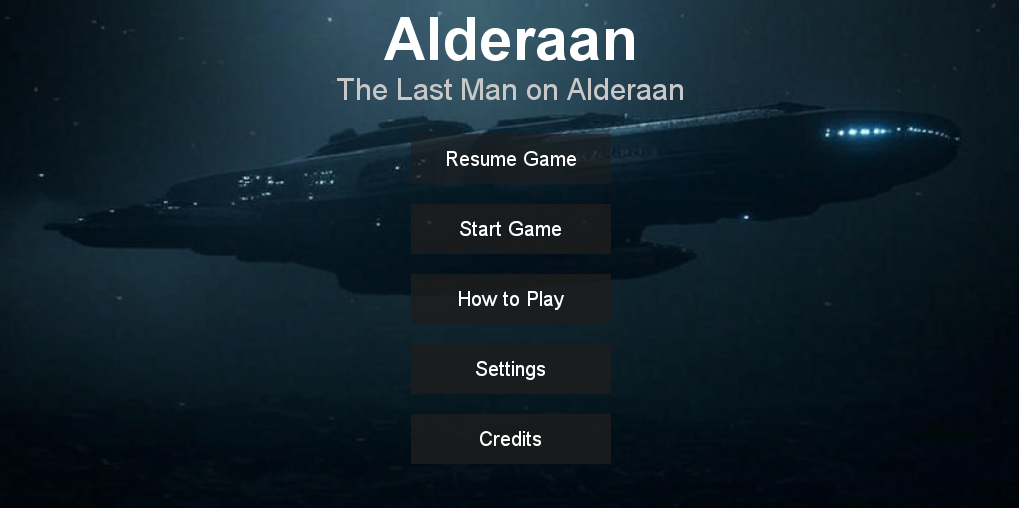 Alderaan
The Last Man on Alderaan
Resume Game
Start Game
How to Play
Settings
Credits